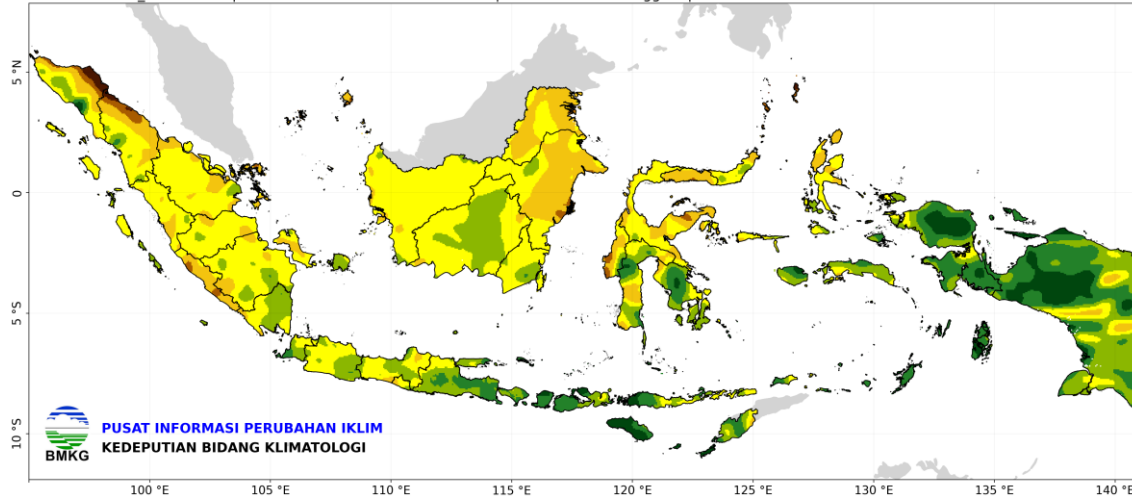 5 °N
0
5 °S
10 °S
PUSAT INFORMASI PERUBAHAN IKLIM
KEDEPUTIAN BIDANG KLIMATOLOGI
BMKG
100 °E
105 °E
110 °E
115 °E
120 °E
125 °E
130 °E
135 °E
140 °E